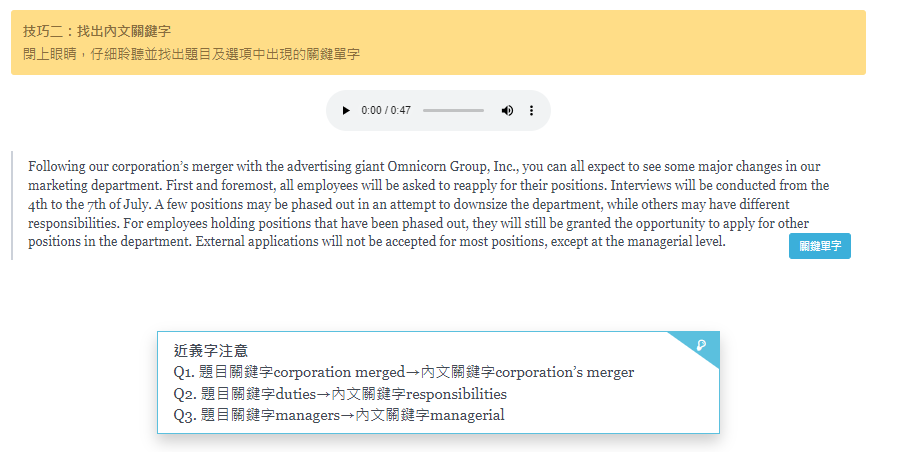 技巧二：找出內文關鍵字
閉上眼睛，仔細聆聽並找出題目及選項中出現的關鍵單字
0:00 / 0:47
Following our corporation's merger with the advertising giant Omnicorn Group, Inc., you can all expect to see some major changes in our
marketing department. First and foremost, all employees will be asked to reapply for their positions. Interviews will be conducted from the
4th to the 7th of July. A few positions may be phased out in an attempt to downsize the department, while others may have different
responsibilities. For employees holding positions that have been phased out, they will still be granted the opportunity to apply for other
positions in the department. External applications will not be accepted for most positions, except at the managerial level.
關鍵單字
近義字注意
Q1. 題目關鍵字corporation merged→內文關鍵字corporation's merger
Q2. 題目關鍵字duties→內文關鍵字responsibilities
Q3. 題目關鍵字managers→內文關鍵字managerial